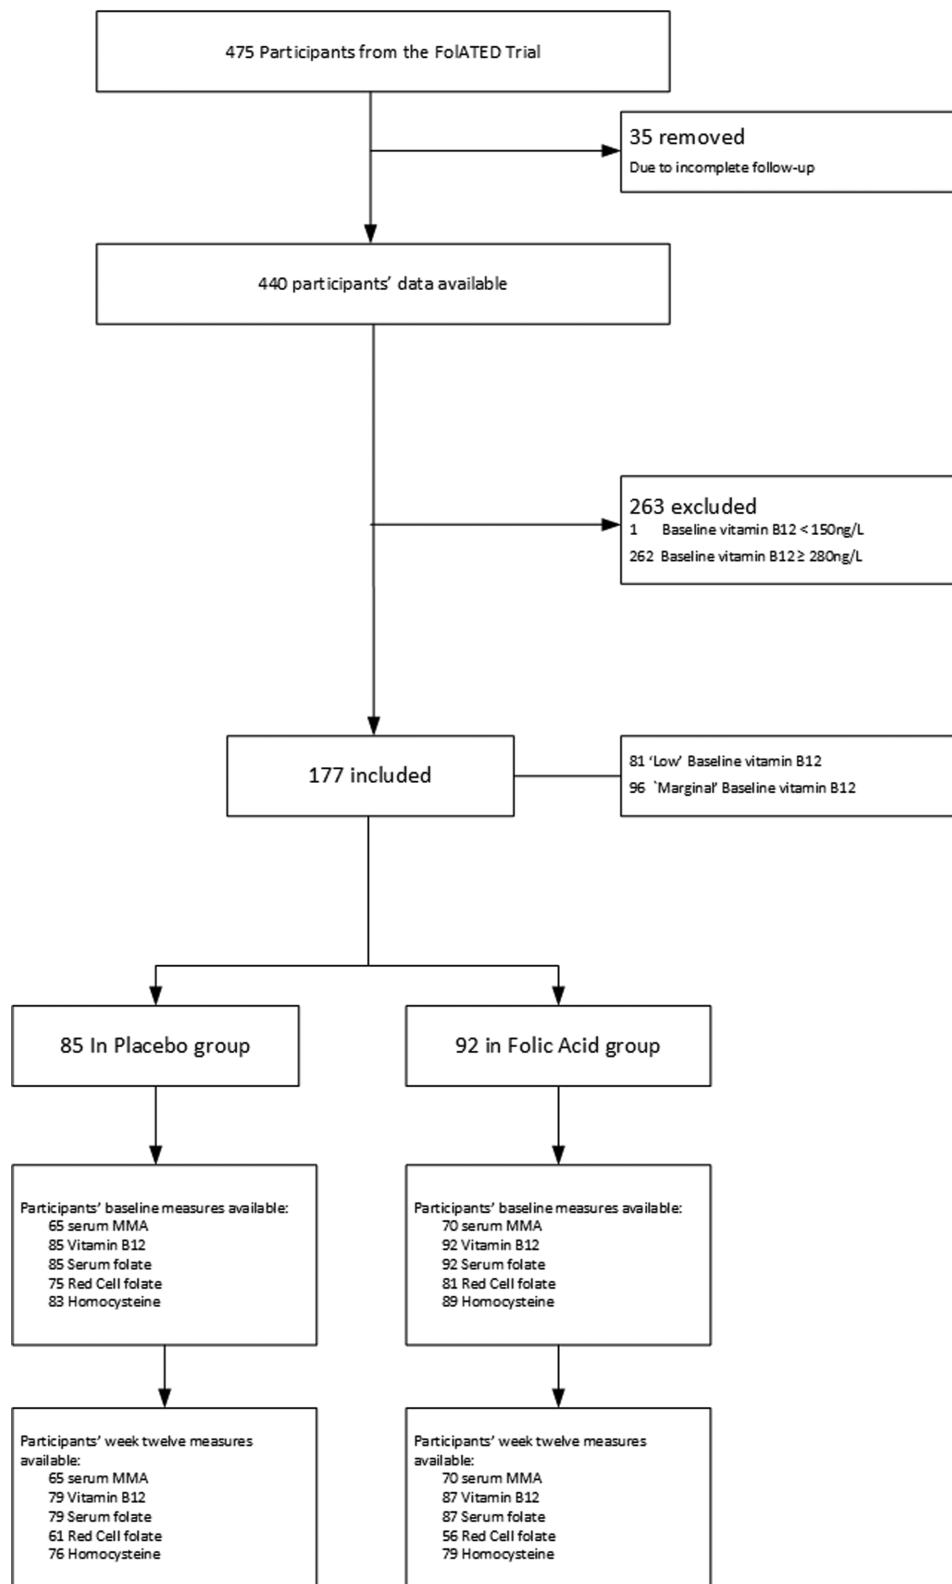 475 Participants from the FolATED Trial
35 removed
Due to incomplete follow-up
440 participants’ data available
263 excluded
1 Baseline vitamin B12 < 150ng/L
262 Baseline vitamin B12 ≥ 280ng/L
177 included
81 ‘Low’ Baseline vitamin B12
96 `Marginal’ Baseline vitamin B12
85 In Placebo group
92 in Folic Acid group
Participants’ baseline measures available:
65 serum MMA
85 Vitamin B12
85 Serum folate
75 Red Cell folate
83 Homocysteine
Participants’ baseline measures available:
70 serum MMA
92 Vitamin B12
92 Serum folate
81 Red Cell folate
89 Homocysteine
Participants’ week twelve measures
available:
65 serum MMA
79 Vitamin B12
79 Serum folate
61 Red Cell folate
76 Homocysteine
Participants’ week twelve measures
available:
70 serum MMA
87 Vitamin B12
87 Serum folate
56 Red Cell folate
79 Homocysteine